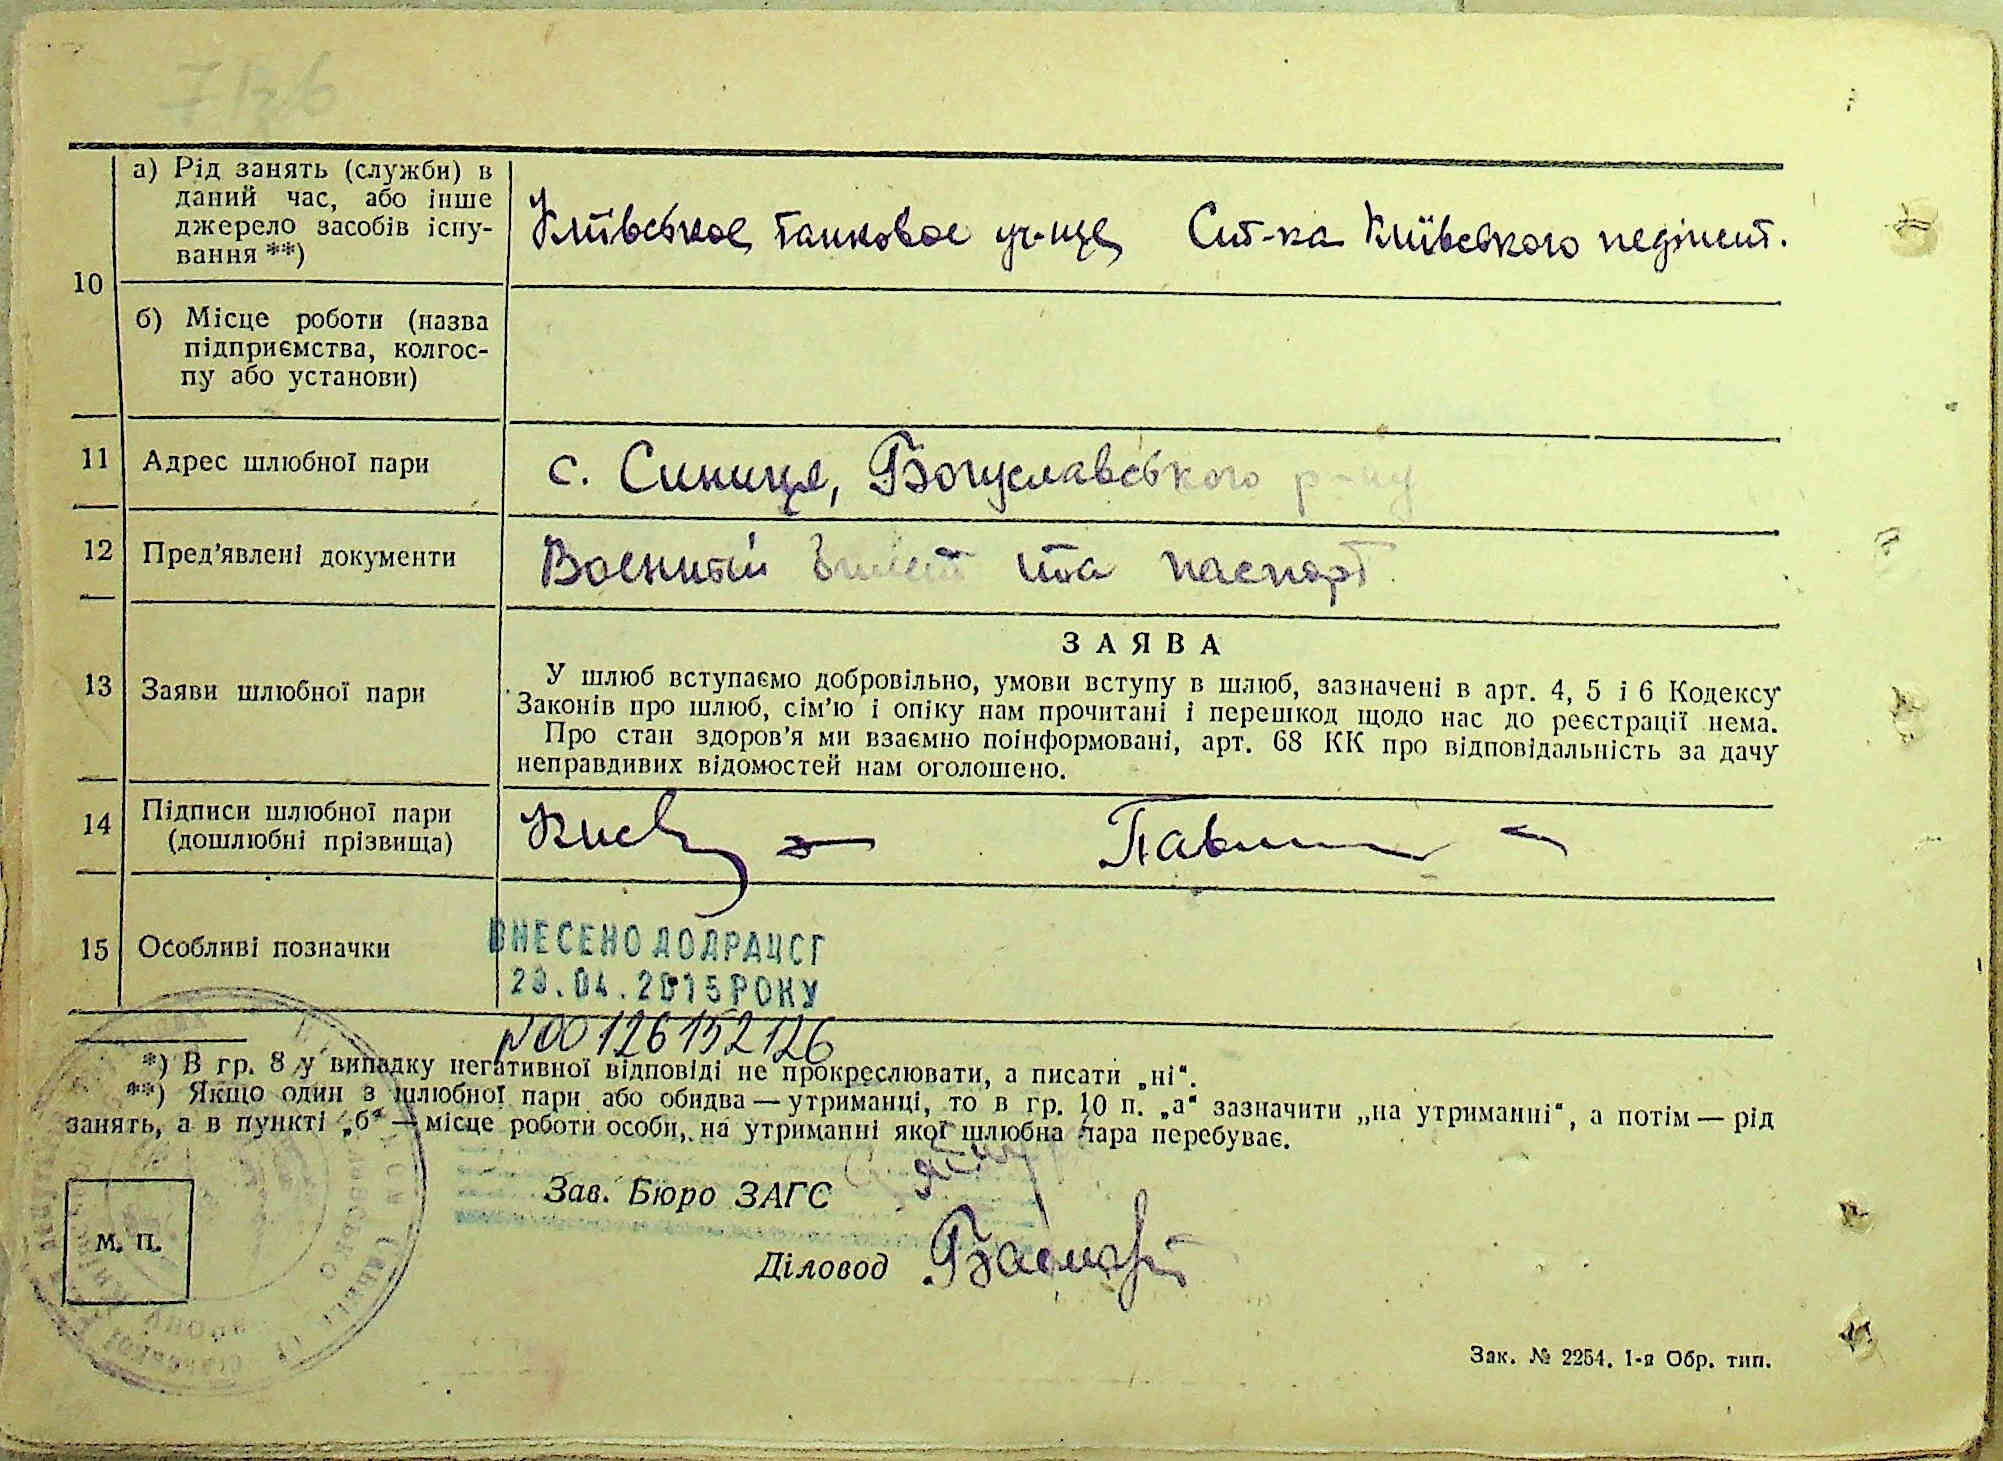 10
а) Рід занять (служби) в
даний час, або інше
джерело засобів існу-
вання **)
Київськое танковое уч-ще Ст-ка Київського педінст.
б) Місце роботи (назва
підприємства, колгос-
пу або установи)
11 Адрес шлюбної пари
с. Синиця, Богуславського р-ну
12 Пред'явлені документи
Военный билет та паспорт
13 Заяви шлюбної пари
ЗАЯВА
У шлюб вступаємо добровільно, умови вступу в шлюб, зазначені в арт. 4, 5 і 6 Кодексу
Законів про шлюб, сім'ю і опіку нам прочитані і перешкод щодо нас до реєстрації нема.
Про стан здоров'я ми взаємно поінформовані, арт. 68 КК про відповідальність за дачу
неправдивих відомостей нам оголошено.
14 Підписи шлюбної пари
(дошлюбні прізвища)
15 Особливі позначки
ВНЕСЕНО ДО ДРАЦСГ
23.04.2015 РОКУ
№00126152126
*) В гр. 8 у випадку негативної відповіді не прокреслювати, а писати „ні“.
**) Якщо один з шлюбної пари або обидва — утриманці, то в гр. 10 п. „а“ зазначити „на утриманні“, а потім — рід
занять, а в пункті „б“ — місце роботи особи, на утриманні якої шлюбна пара перебуває.
Зав. Бюро ЗАГС
М. П.
Діловод
Зак. № 2254. 1-я Обр. тип.